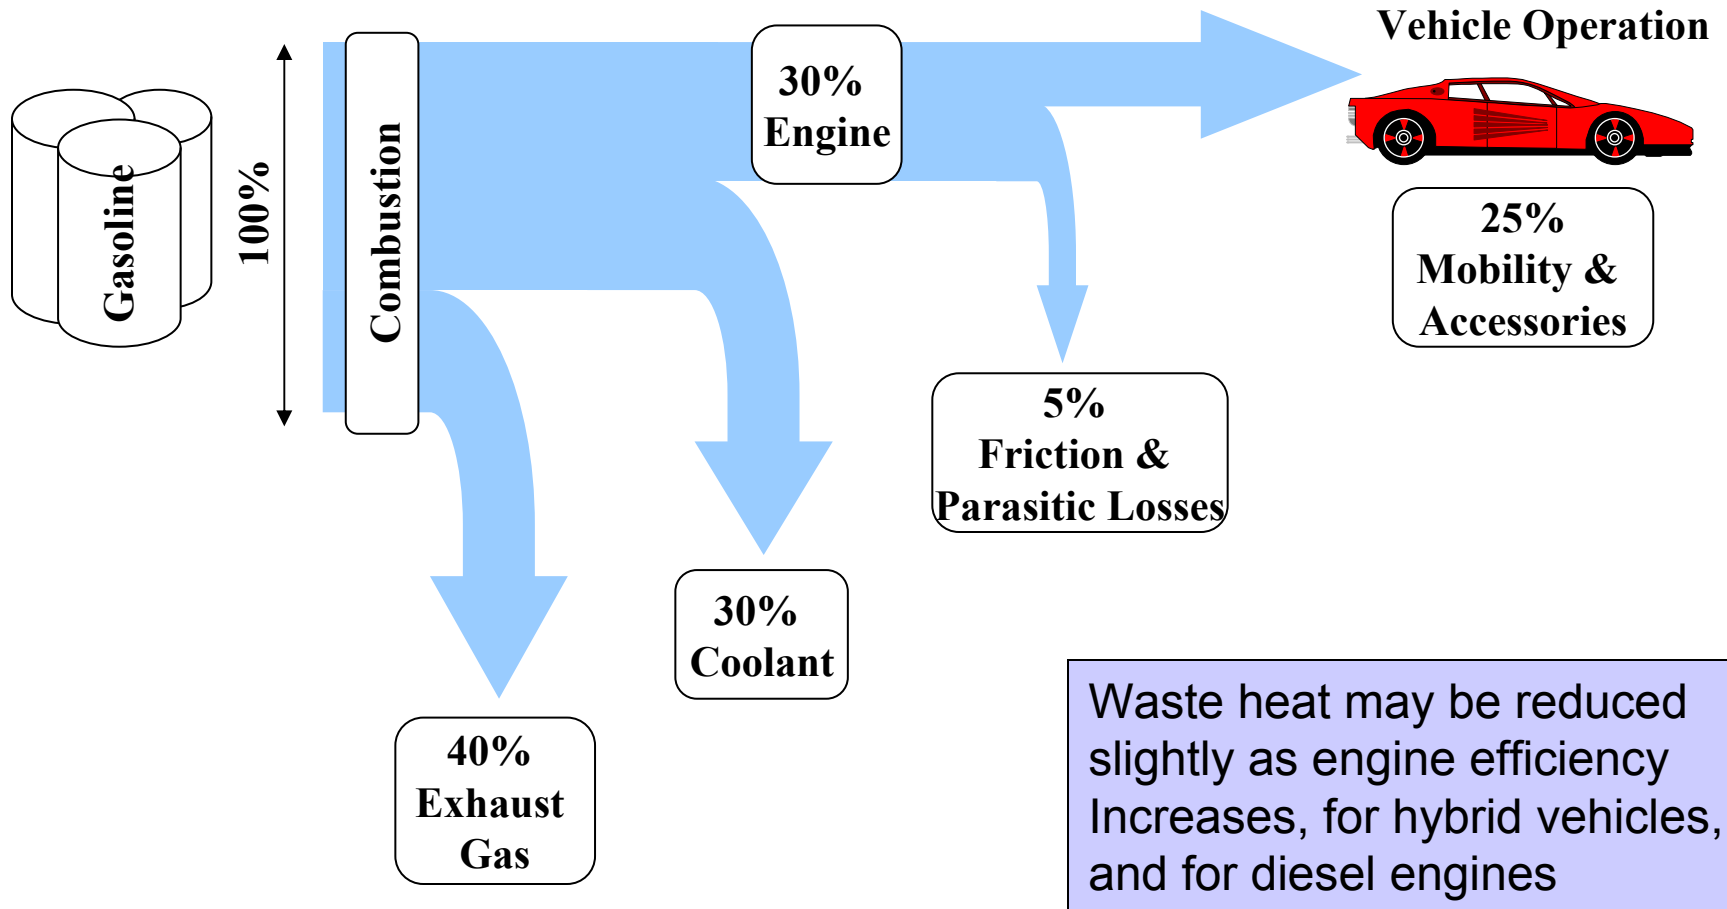 Gasoline
100%
Combustion
30%
Engine
Vehicle Operation
25%
Mobility &
Accessories
5%
Friction &
Parasitic Losses
30%
Coolant
40%
Exhaust
Gas
Waste heat may be reduced
slightly as engine efficiency
Increases, for hybrid vehicles,
and for diesel engines